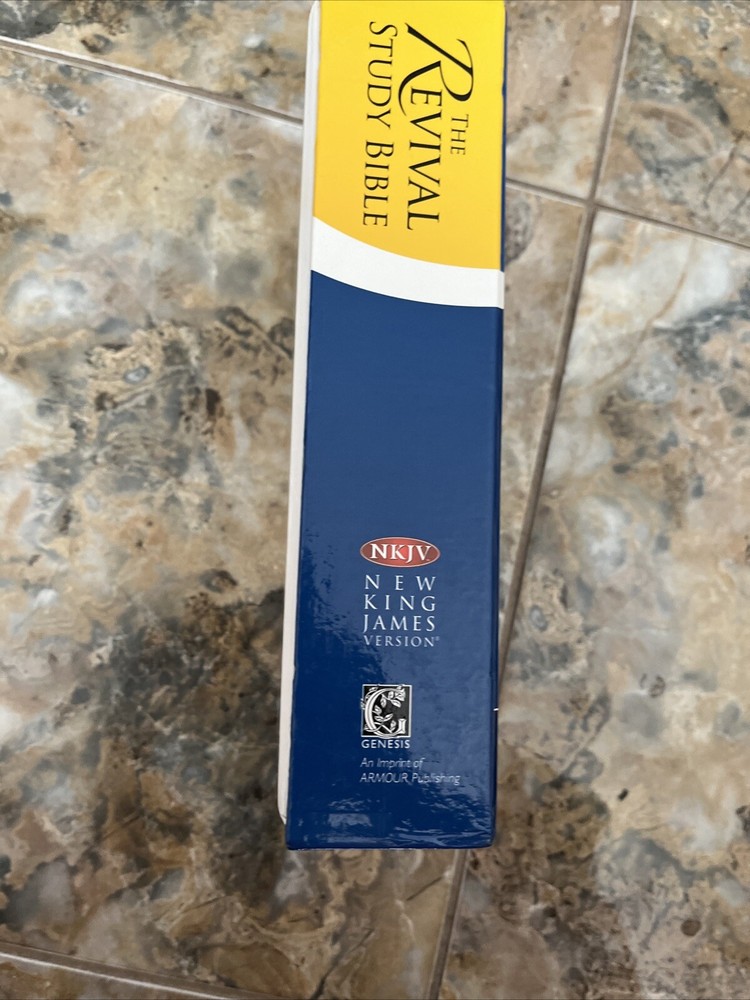 THE
REVIVAL
STUDY BIBLE
NKJV
NEW
KING
JAMES
VERSION®
G
GENESIS
An Imprint of
ARMOUR Publishing